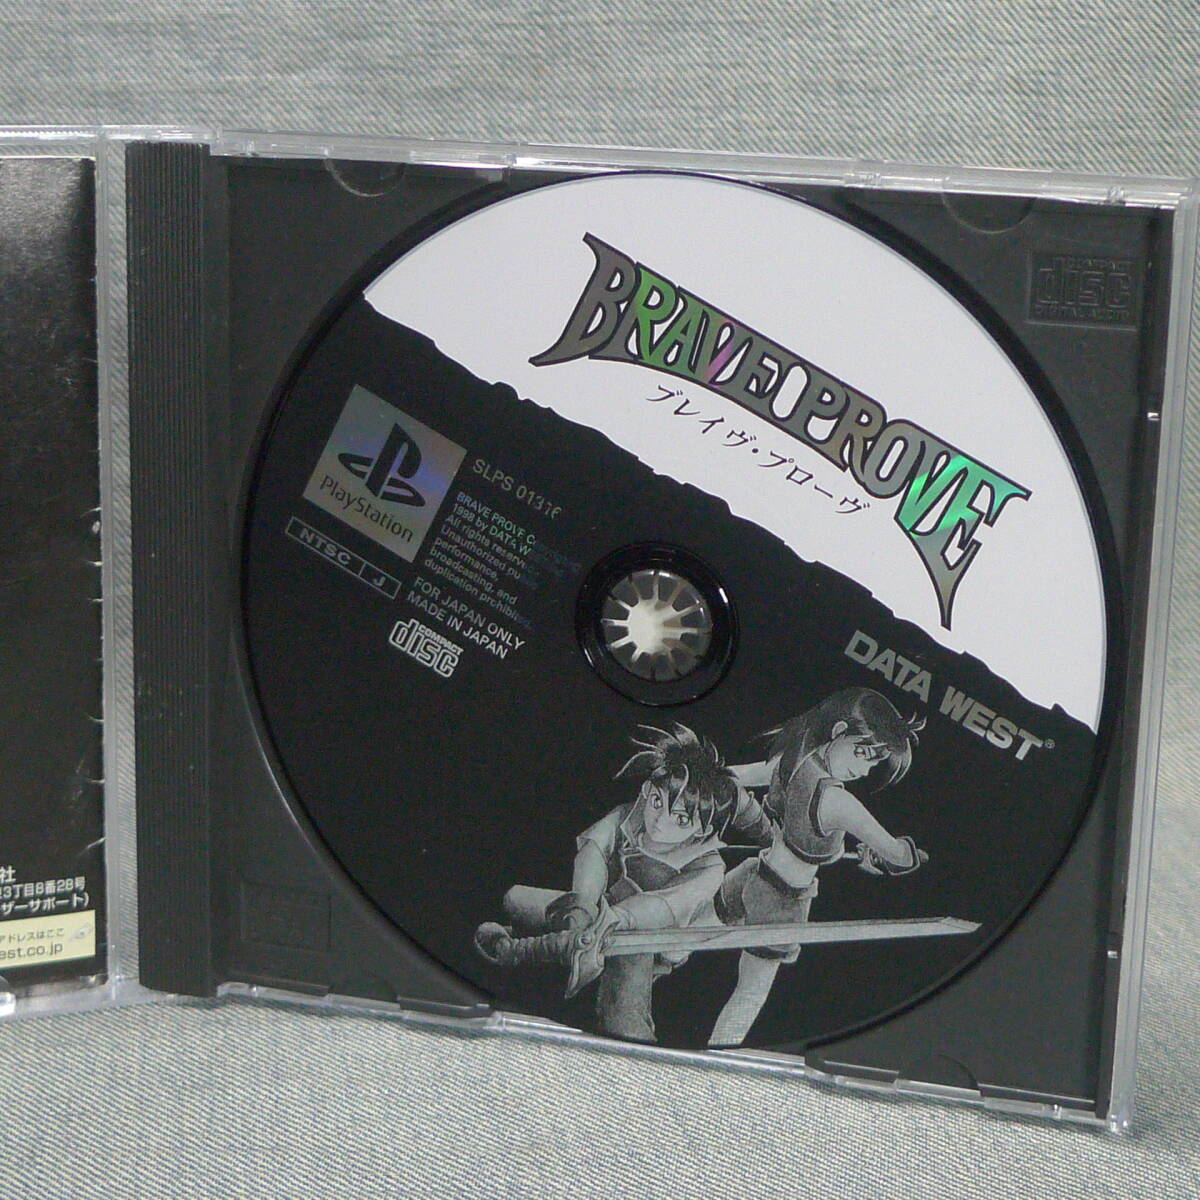 BRAVE PROVE
ブレイヴ・プローヴ
PlayStation
SLPS
BRAVE PROVE
1998 by DATA
All rights
Unauthorized
performance,
broadcasting, and
duplication prohibited.
NTSC J
FOR JAPAN ONLY
MADE IN JAPAN
COMPACT
disc
DATA WEST®
COMPACT
disc
DIGITAL AUDIO
社
3丁目8番28号
ザーサポート)
アドレスはここ
est.co.jp